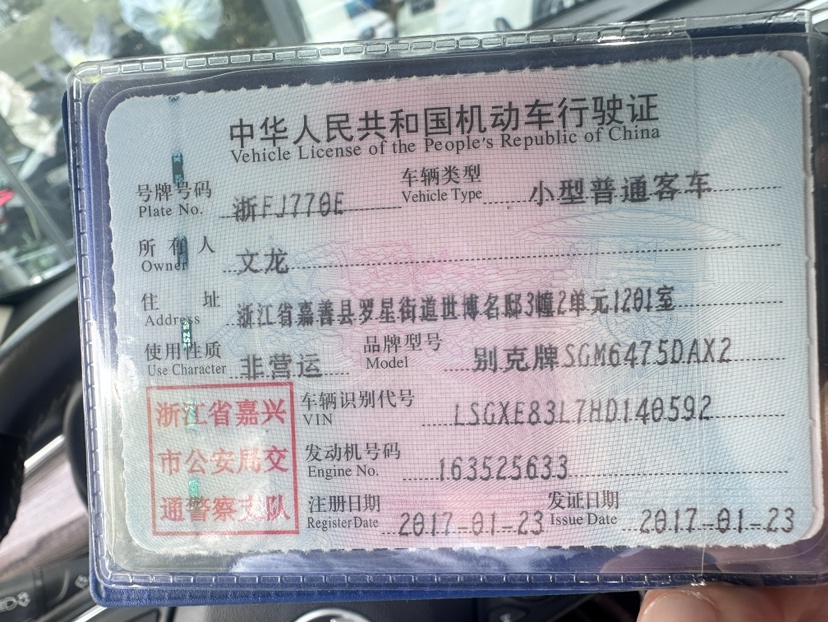 中华人民共和国机动车行驶证
Vehicle License of the People's Republic of China
号牌号码 Plate No. 浙FJ770E 车辆类型 Vehicle Type 小型普通客车
所有人 Owner 文龙
住址 Address 浙江省嘉善县罗星街道世博名邸3幢2单元1201室
使用性质 Use Character 非营运 品牌型号 Model 别克牌SGM6475DAX2
浙江省嘉兴
市公安局交
通警察支队
车辆识别代号 VIN LSGXE83L7HD140592
发动机号码 Engine No. 163525633
注册日期 Register Date 2017-01-23 发证日期 Issue Date 2017-01-23